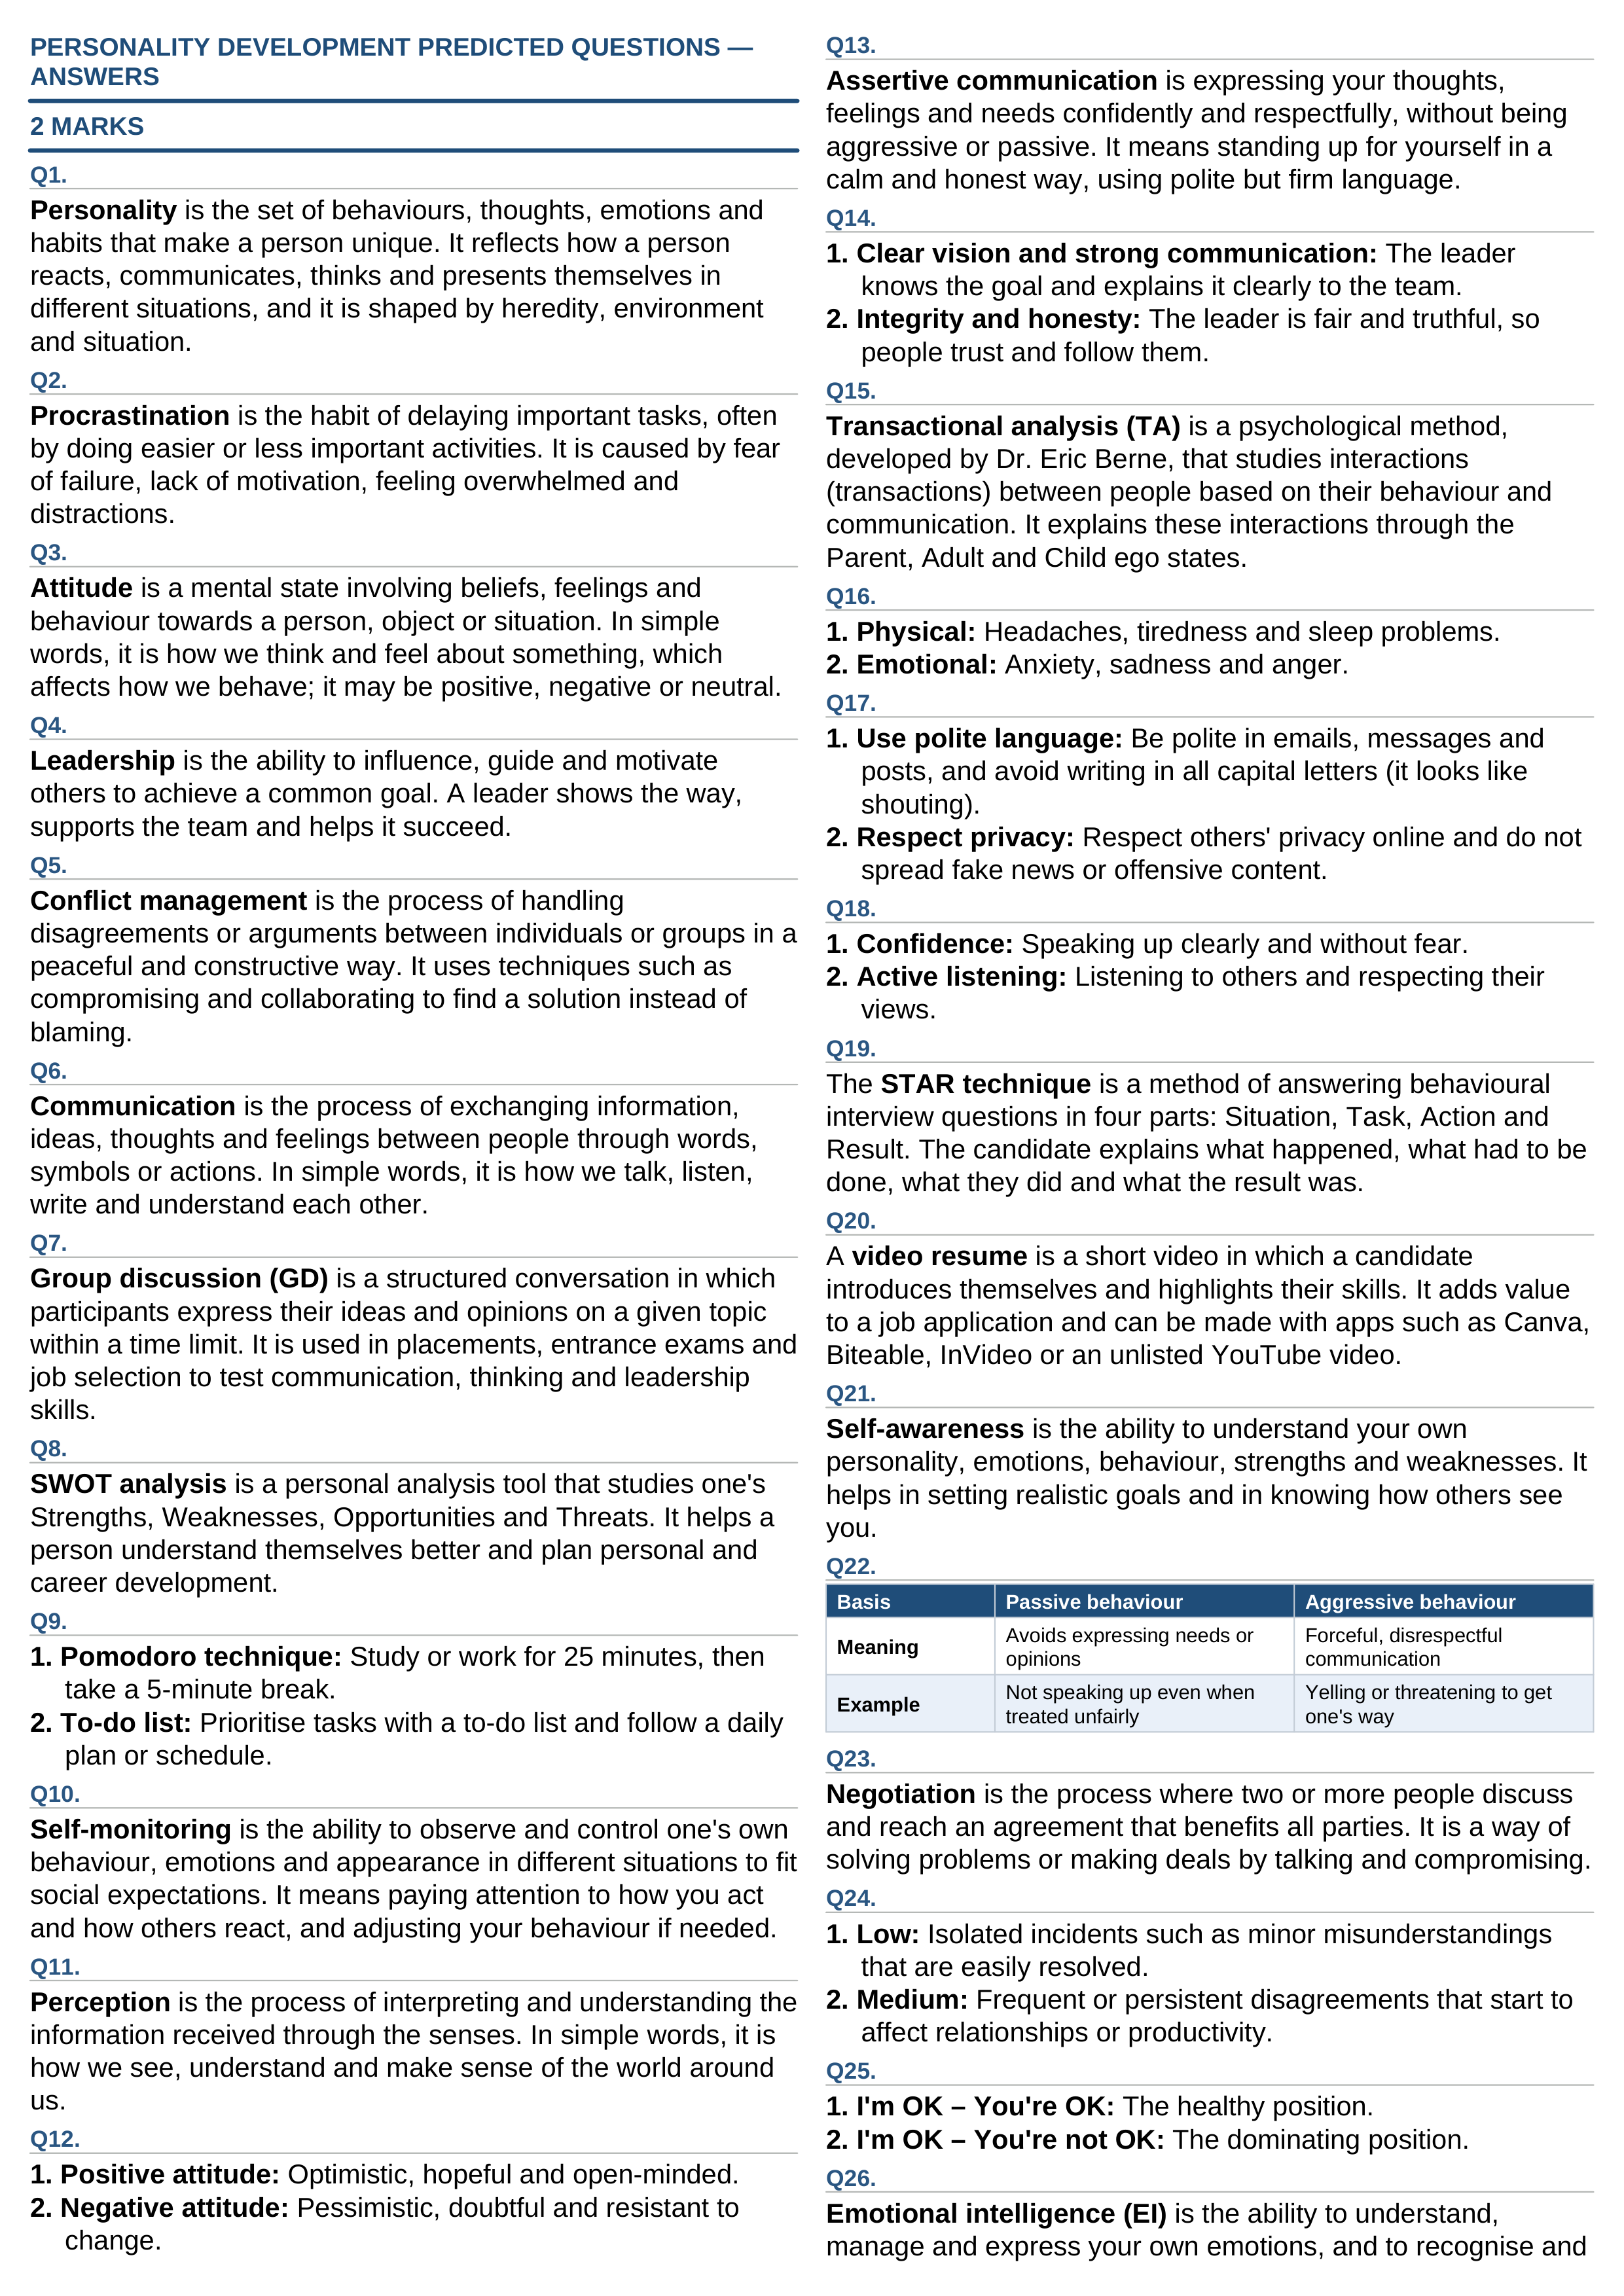 PERSONALITY DEVELOPMENT PREDICTED QUESTIONS —
ANSWERS
2 MARKS
Q1.
Personality is the set of behaviours, thoughts, emotions and
habits that make a person unique. It reflects how a person
reacts, communicates, thinks and presents themselves in
different situations, and it is shaped by heredity, environment
and situation.
Q2.
Procrastination is the habit of delaying important tasks, often
by doing easier or less important activities. It is caused by fear
of failure, lack of motivation, feeling overwhelmed and
distractions.
Q3.
Attitude is a mental state involving beliefs, feelings and
behaviour towards a person, object or situation. In simple
words, it is how we think and feel about something, which
affects how we behave; it may be positive, negative or neutral.
Q4.
Leadership is the ability to influence, guide and motivate
others to achieve a common goal. A leader shows the way,
supports the team and helps it succeed.
Q5.
Conflict management is the process of handling
disagreements or arguments between individuals or groups in a
peaceful and constructive way. It uses techniques such as
compromising and collaborating to find a solution instead of
blaming.
Q6.
Communication is the process of exchanging information,
ideas, thoughts and feelings between people through words,
symbols or actions. In simple words, it is how we talk, listen,
write and understand each other.
Q7.
Group discussion (GD) is a structured conversation in which
participants express their ideas and opinions on a given topic
within a time limit. It is used in placements, entrance exams and
job selection to test communication, thinking and leadership
skills.
Q8.
SWOT analysis is a personal analysis tool that studies one's
Strengths, Weaknesses, Opportunities and Threats. It helps a
person understand themselves better and plan personal and
career development.
Q9.
1. Pomodoro technique: Study or work for 25 minutes, then
take a 5-minute break.
2. To-do list: Prioritise tasks with a to-do list and follow a daily
plan or schedule.
Q10.
Self-monitoring is the ability to observe and control one's own
behaviour, emotions and appearance in different situations to fit
social expectations. It means paying attention to how you act
and how others react, and adjusting your behaviour if needed.
Q11.
Perception is the process of interpreting and understanding the
information received through the senses. In simple words, it is
how we see, understand and make sense of the world around
us.
Q12.
1. Positive attitude: Optimistic, hopeful and open-minded.
2. Negative attitude: Pessimistic, doubtful and resistant to
change.
Q13.
Assertive communication is expressing your thoughts,
feelings and needs confidently and respectfully, without being
aggressive or passive. It means standing up for yourself in a
calm and honest way, using polite but firm language.
Q14.
1. Clear vision and strong communication: The leader
knows the goal and explains it clearly to the team.
2. Integrity and honesty: The leader is fair and truthful, so
people trust and follow them.
Q15.
Transactional analysis (TA) is a psychological method,
developed by Dr. Eric Berne, that studies interactions
(transactions) between people based on their behaviour and
communication. It explains these interactions through the
Parent, Adult and Child ego states.
Q16.
1. Physical: Headaches, tiredness and sleep problems.
2. Emotional: Anxiety, sadness and anger.
Q17.
1. Use polite language: Be polite in emails, messages and
posts, and avoid writing in all capital letters (it looks like
shouting).
2. Respect privacy: Respect others' privacy online and do not
spread fake news or offensive content.
Q18.
1. Confidence: Speaking up clearly and without fear.
2. Active listening: Listening to others and respecting their
views.
Q19.
The STAR technique is a method of answering behavioural
interview questions in four parts: Situation, Task, Action and
Result. The candidate explains what happened, what had to be
done, what they did and what the result was.
Q20.
A video resume is a short video in which a candidate
introduces themselves and highlights their skills. It adds value
to a job application and can be made with apps such as Canva,
Biteable, InVideo or an unlisted YouTube video.
Q21.
Self-awareness is the ability to understand your own
personality, emotions, behaviour, strengths and weaknesses. It
helps in setting realistic goals and in knowing how others see
you.
Q22.
Basis Passive behaviour Aggressive behaviour
Meaning Avoids expressing needs or opinions Forceful, disrespectful communication
Example Not speaking up even when treated unfairly Yelling or threatening to get one's way
Q23.
Negotiation is the process where two or more people discuss
and reach an agreement that benefits all parties. It is a way of
solving problems or making deals by talking and compromising.
Q24.
1. Low: Isolated incidents such as minor misunderstandings
that are easily resolved.
2. Medium: Frequent or persistent disagreements that start to
affect relationships or productivity.
Q25.
1. I'm OK – You're OK: The healthy position.
2. I'm OK – You're not OK: The dominating position.
Q26.
Emotional intelligence (EI) is the ability to understand,
manage and express your own emotions, and to recognise and